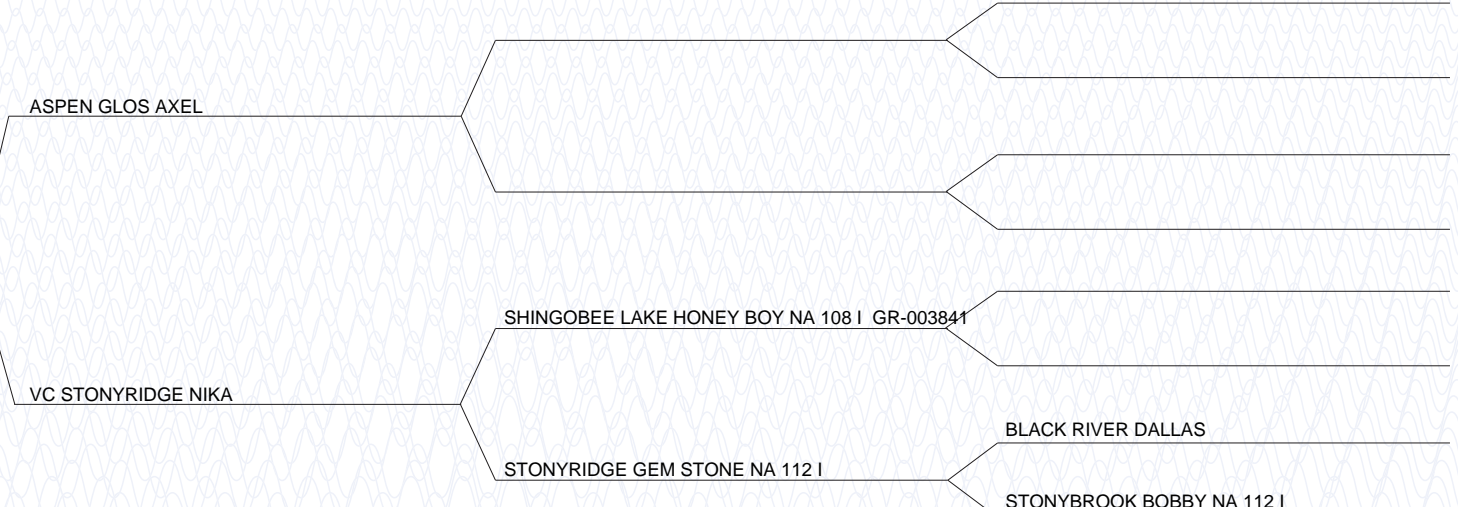 ASPEN GLOS AXEL
SHINGOBEE LAKE HONEY BOY NA 108 I GR-003841
VC STONYRIDGE NIKA
BLACK RIVER DALLAS
STONYRIDGE GEM STONE NA 112 I
STONYBROOK BOBBY NA 112 I